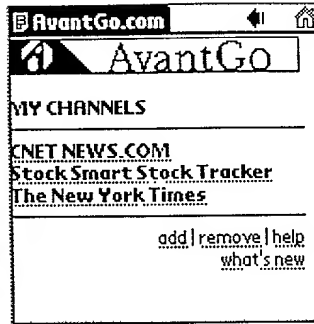 AvantGo.com
AvantGo
MY CHANNELS
CNET NEWS.COM
Stock Smart Stock Tracker
The New York Times
add | remove | help
what's new